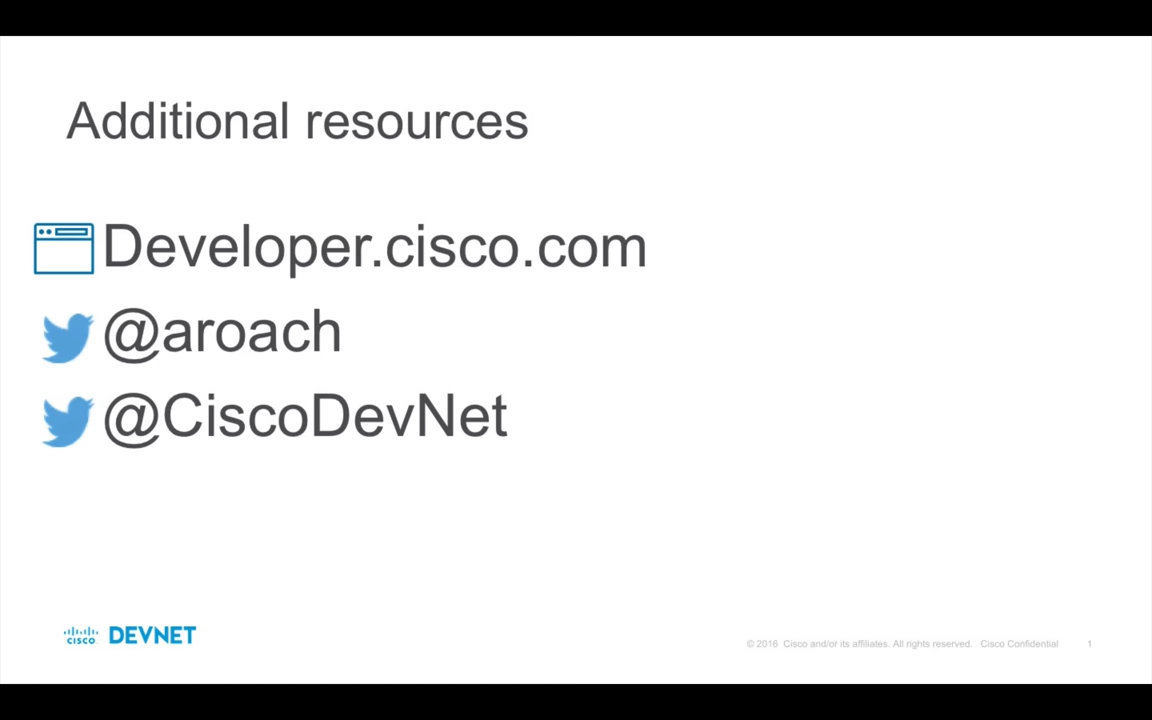 Additional resources
Developer.cisco.com
@aroach
@CiscoDevNet
CISCO DEVNET
© 2016 Cisco and/or its affiliates. All rights reserved. Cisco Confidential 1